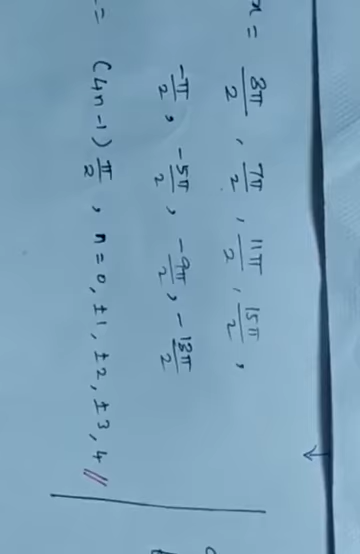 x = 3π/2, 7π/2, 11π/2, 15π/2,
-π/2, -5π/2, -9π/2, -13π/2
= (4n-1) π/2, n = 0, ±1, ±2, ±3, 4 //